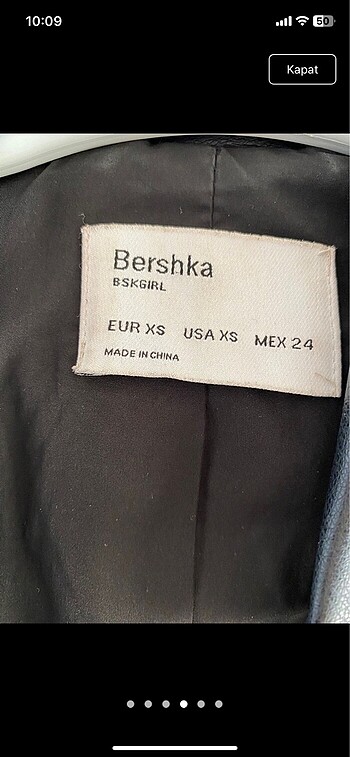 10:09
50
Kapat
Bershka
BSKGIRL
EUR XS USA XS MEX 24
MADE IN CHINA